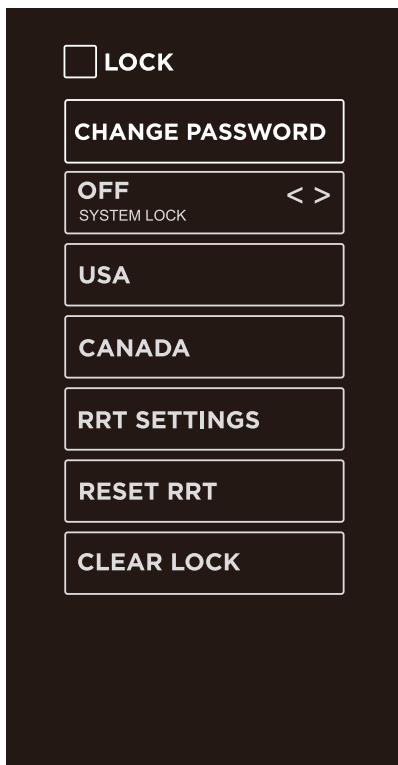 LOCK
CHANGE PASSWORD
OFF < >
SYSTEM LOCK
USA
CANADA
RRT SETTINGS
RESET RRT
CLEAR LOCK